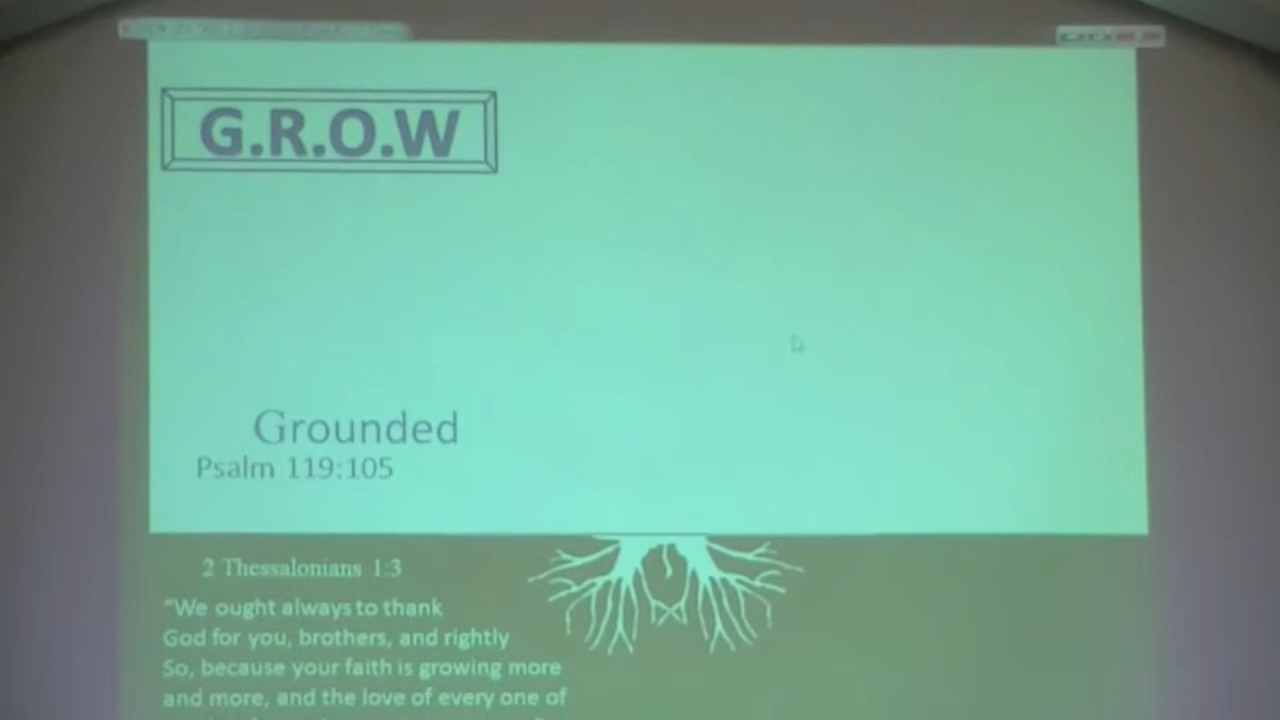 G.R.O.W
Grounded
Psalm 119:105
2 Thessalonians 1:3
“We ought always to thank
God for you, brothers, and rightly
So, because your faith is growing more
and more, and the love of every one of